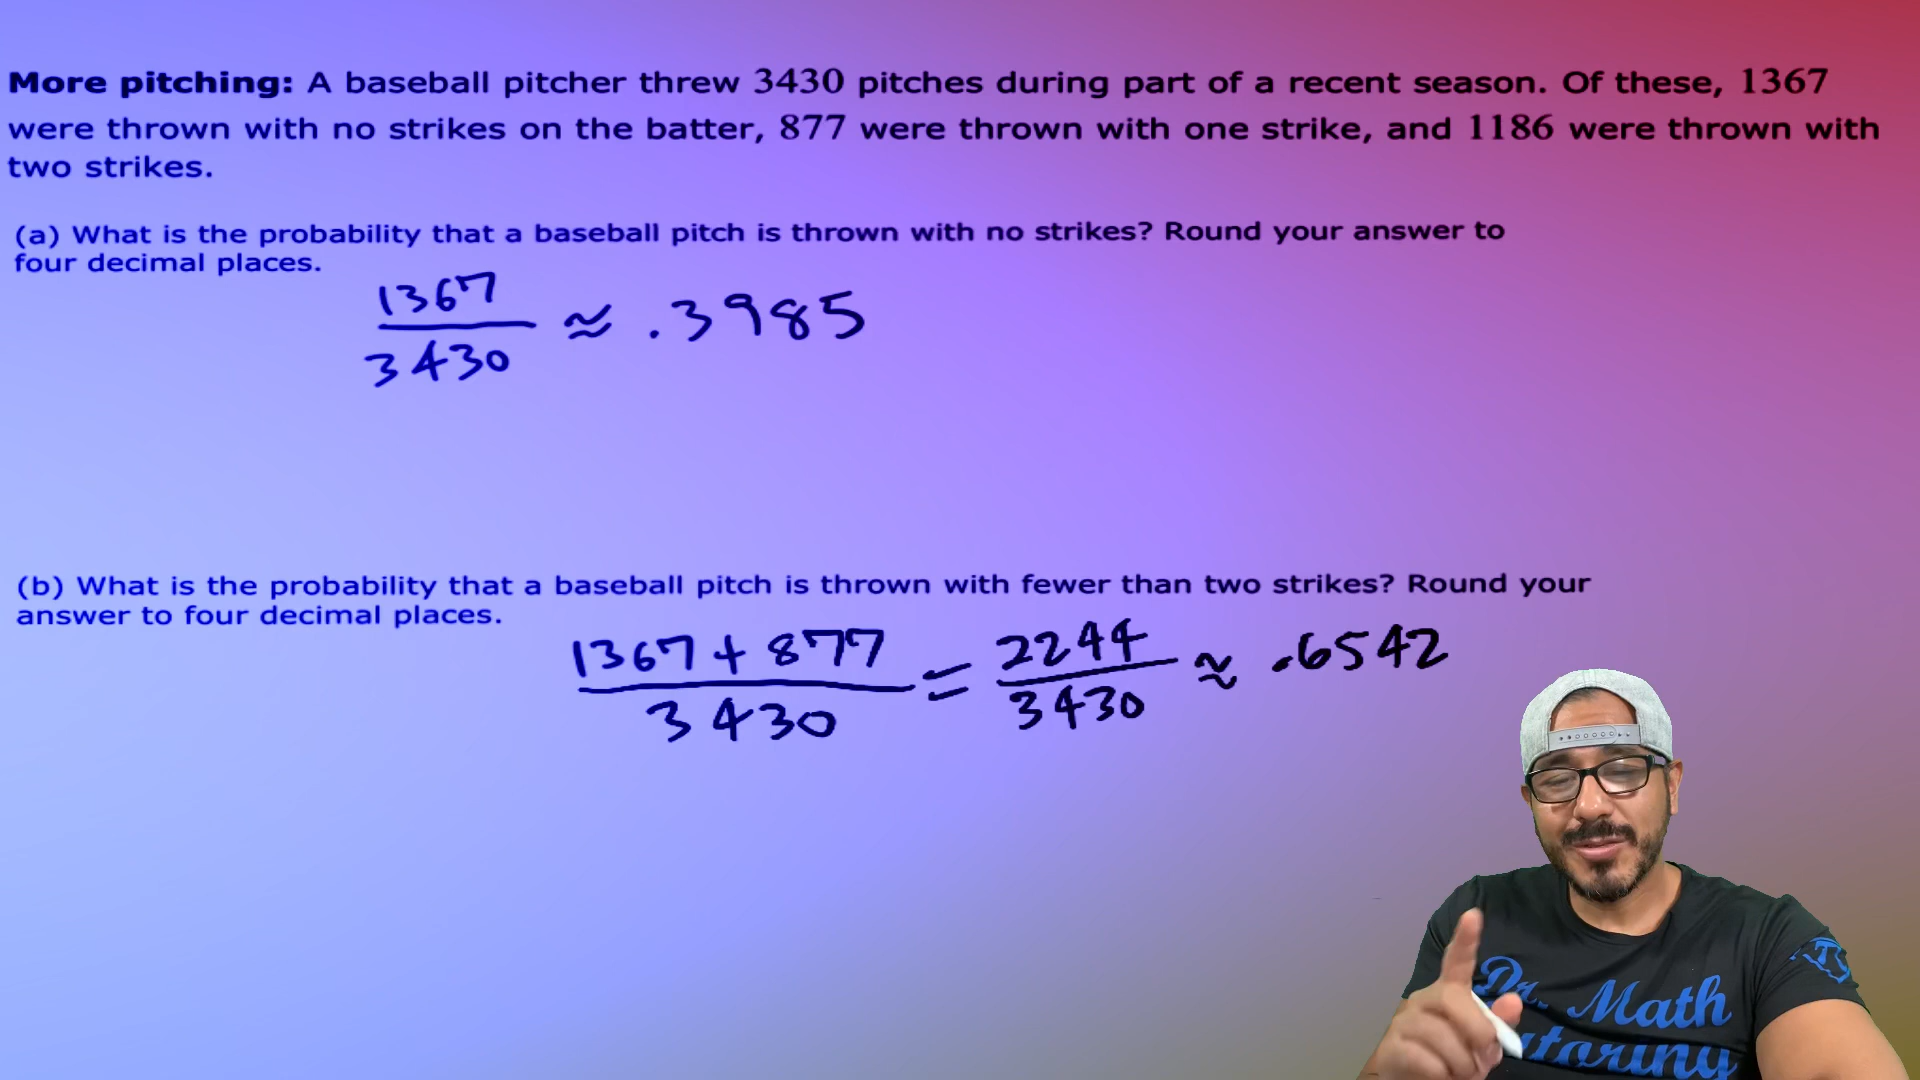 More pitching: A baseball pitcher threw 3430 pitches during part of a recent season. Of these, 1367
were thrown with no strikes on the batter, 877 were thrown with one strike, and 1186 were thrown with
two strikes.
(a) What is the probability that a baseball pitch is thrown with no strikes? Round your answer to
four decimal places.
1367
3430 ≈ .3985
(b) What is the probability that a baseball pitch is thrown with fewer than two strikes? Round your
answer to four decimal places.
1367 + 877
3430 = 2244
3430 ≈ .6542
Dr. Math